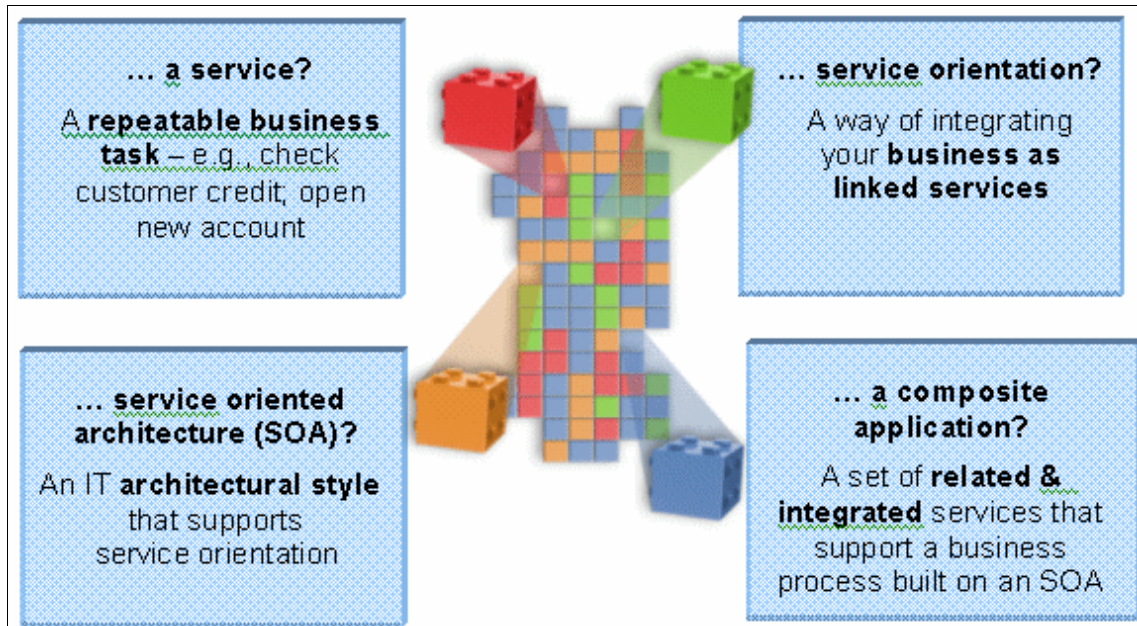 ... a service?
A repeatable business
task – e.g., check
customer credit; open
new account
... service orientation?
A way of integrating
your business as
linked services
... service oriented
architecture (SOA)?
An IT architectural style
that supports
service orientation
... a composite
application?
A set of related &
integrated services that
support a business
process built on an SOA